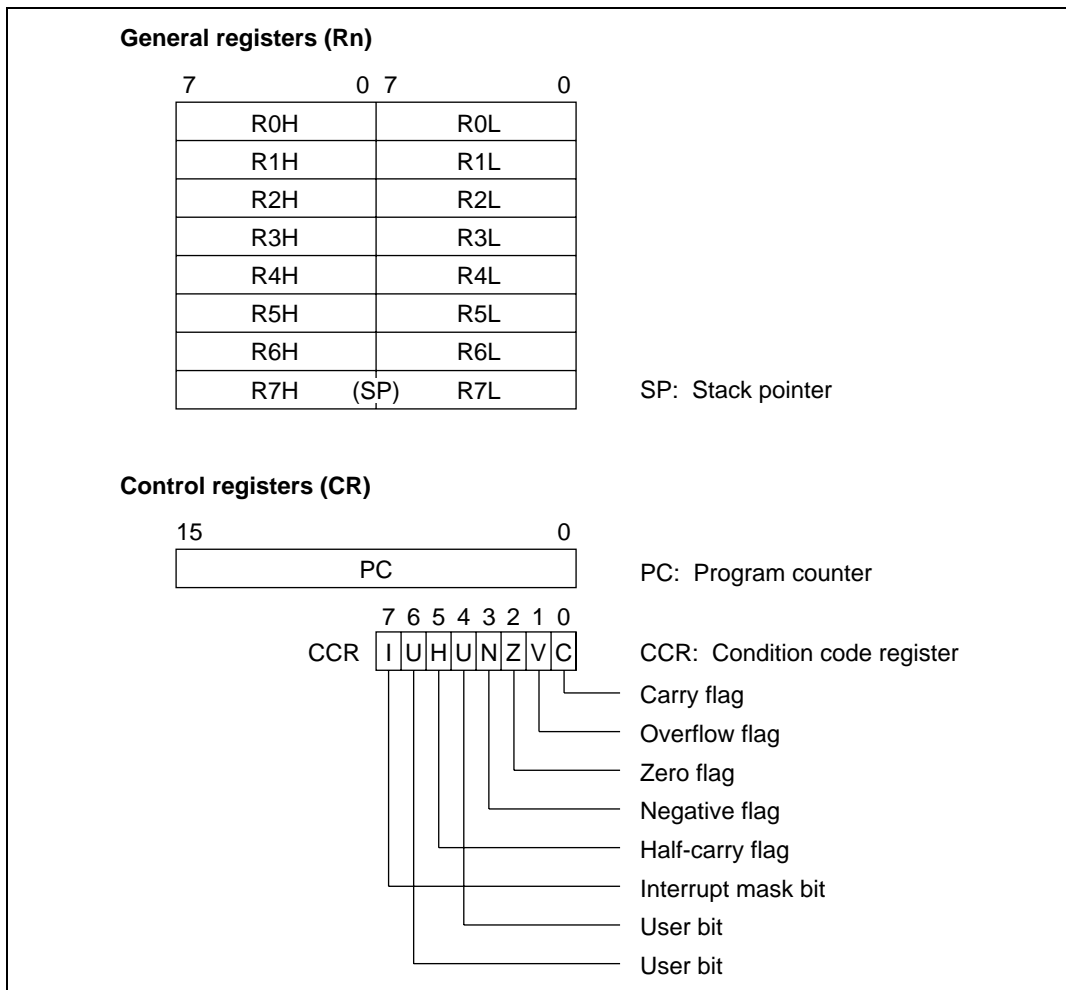 General registers (Rn)
7 0 7 0
R0H R0L
R1H R1L
R2H R2L
R3H R3L
R4H R4L
R5H R5L
R6H R6L
R7H (SP) R7L SP: Stack pointer
Control registers (CR)
15 0
PC PC: Program counter
7 6 5 4 3 2 1 0
CCR I U H U N Z V C CCR: Condition code register
Carry flag
Overflow flag
Zero flag
Negative flag
Half-carry flag
Interrupt mask bit
User bit
User bit